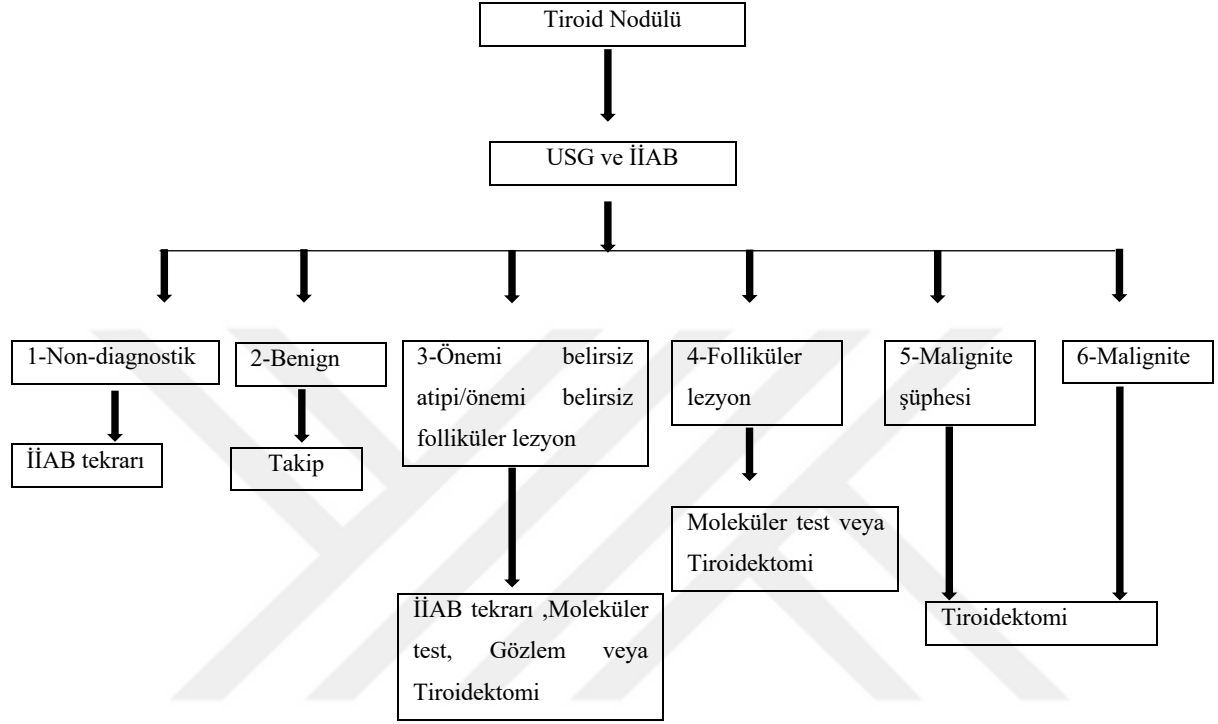 Tiroid Nodülü
USG ve İİAB
1-Non-diagnostik
İİAB tekrarı
2-Benign
Takip
3-Önemi belirsiz
atipi/önemi belirsiz
folliküler lezyon
İİAB tekrarı ,Moleküler
test, Gözlem veya
Tiroidektomi
4-Folliküler
lezyon
Moleküler test veya
Tiroidektomi
5-Malignite
şüphesi
6-Malignite
Tiroidektomi